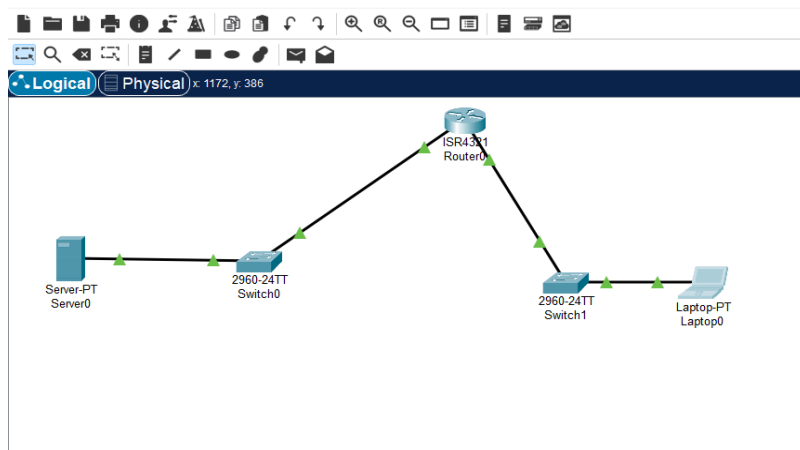 Logical
Physical
x: 1172, y: 386
ISR4321
Router0
Server-PT
Server0
2960-24TT
Switch0
2960-24TT
Switch1
Laptop-PT
Laptop0